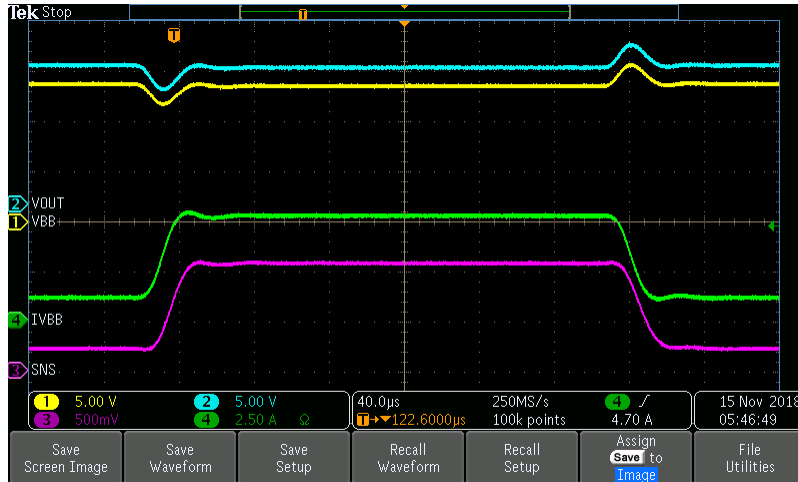 Tek Stop
T
T
2 VOUT
1 VBB
4 IVBB
3 SNS
1 5.00 V 2 5.00 V
3 500mV 4 2.50 A Ω
40.0µs 250MS/s 4 ∫
T→▼122.6000µs 100k points 4.70 A
15 Nov 2018
05:46:49
Save
Screen Image
Save
Waveform
Save
Setup
Recall
Waveform
Recall
Setup
Assign
Save to
Image
File
Utilities